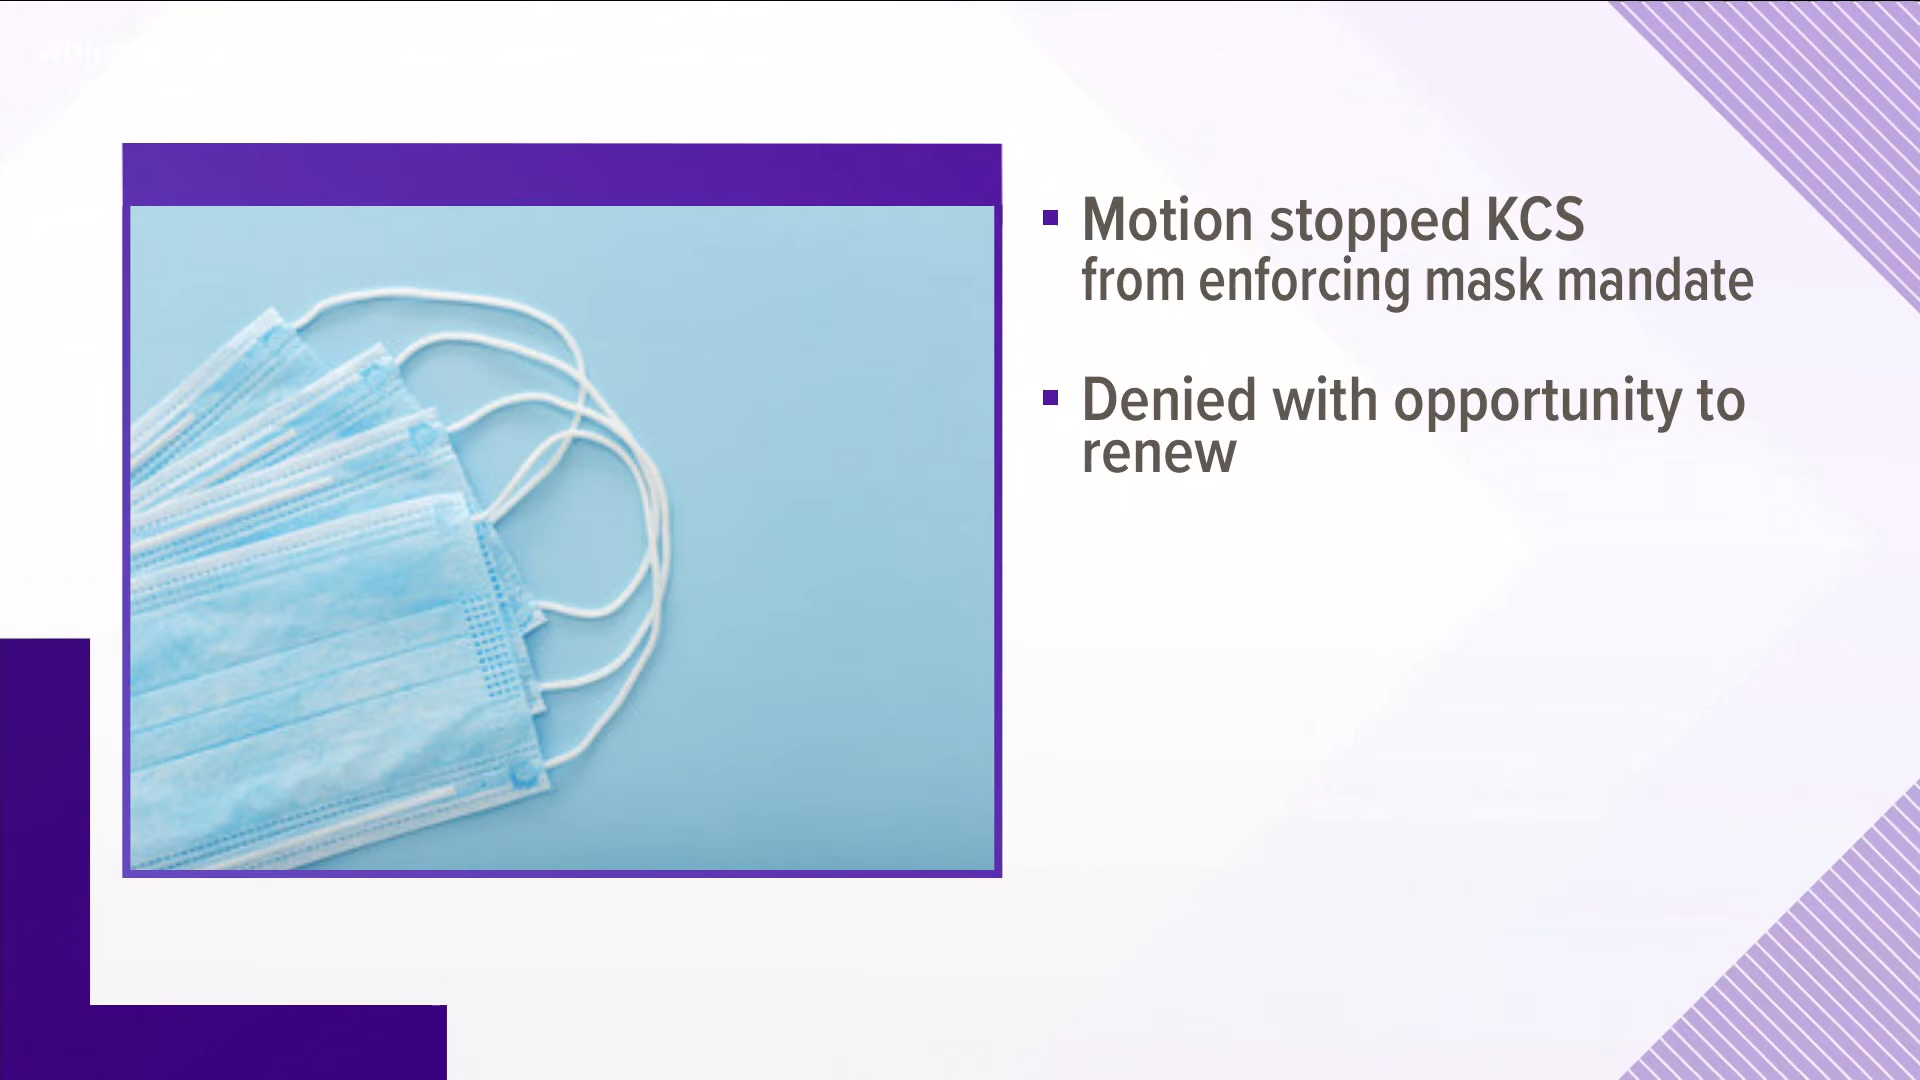 Motion stopped KCS
from enforcing mask mandate
Denied with opportunity to
renew